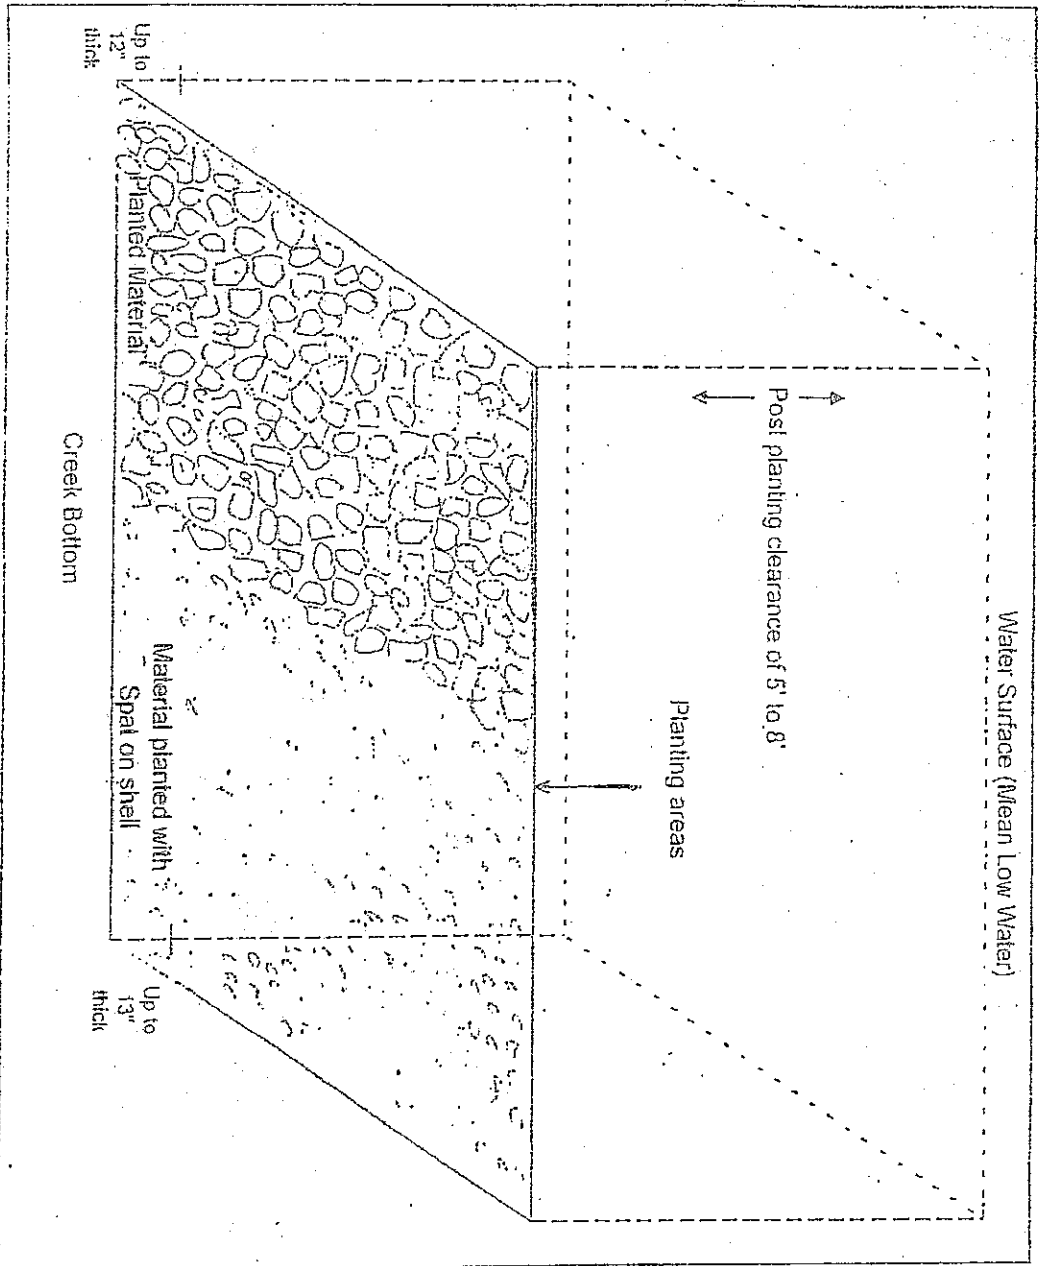 Water Surface (Mean Low Water)
Post planting clearance of 5' to 8'
Planting areas
Up to
12"
thick
Planted Material
Material planted with
Spat on shell
Up to
13"
thick
Creek Bottom